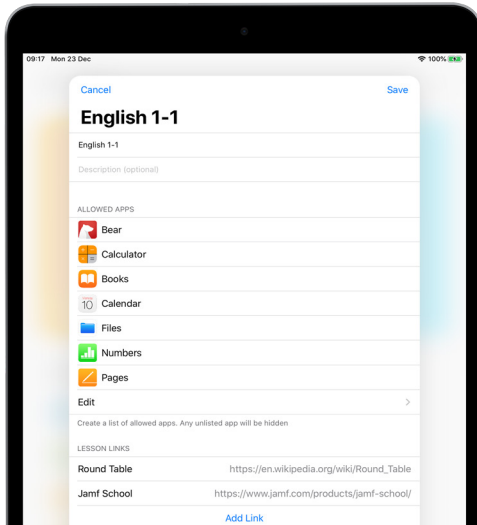 09:17 Mon 23 Dec 100%
Cancel Save
English 1-1
English 1-1
Description (optional)
ALLOWED APPS
Bear
Calculator
Books
10 Calendar
Files
Numbers
Pages
Edit
Create a list of allowed apps. Any unlisted app will be hidden
LESSON LINKS
Round Table https://en.wikipedia.org/wiki/Round_Table
Jamf School https://www.jamf.com/products/jamf-school/
Add Link